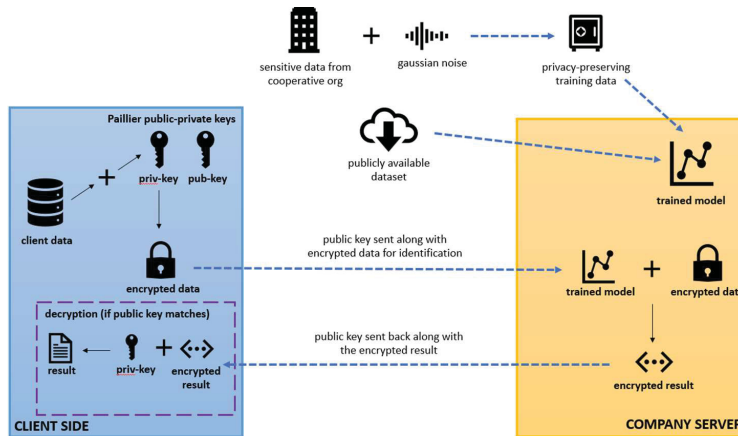 sensitive data from
cooperative org
gaussian noise
privacy-preserving
training data
Paillier public-private keys
priv-key
pub-key
client data
encrypted data
publicly available
dataset
trained model
public key sent along with
encrypted data for identification
trained model
encrypted dat
decryption (if public key matches)
result
priv-key
encrypted
result
public key sent back along with
the encrypted result
encrypted result
CLIENT SIDE
COMPANY SERVER